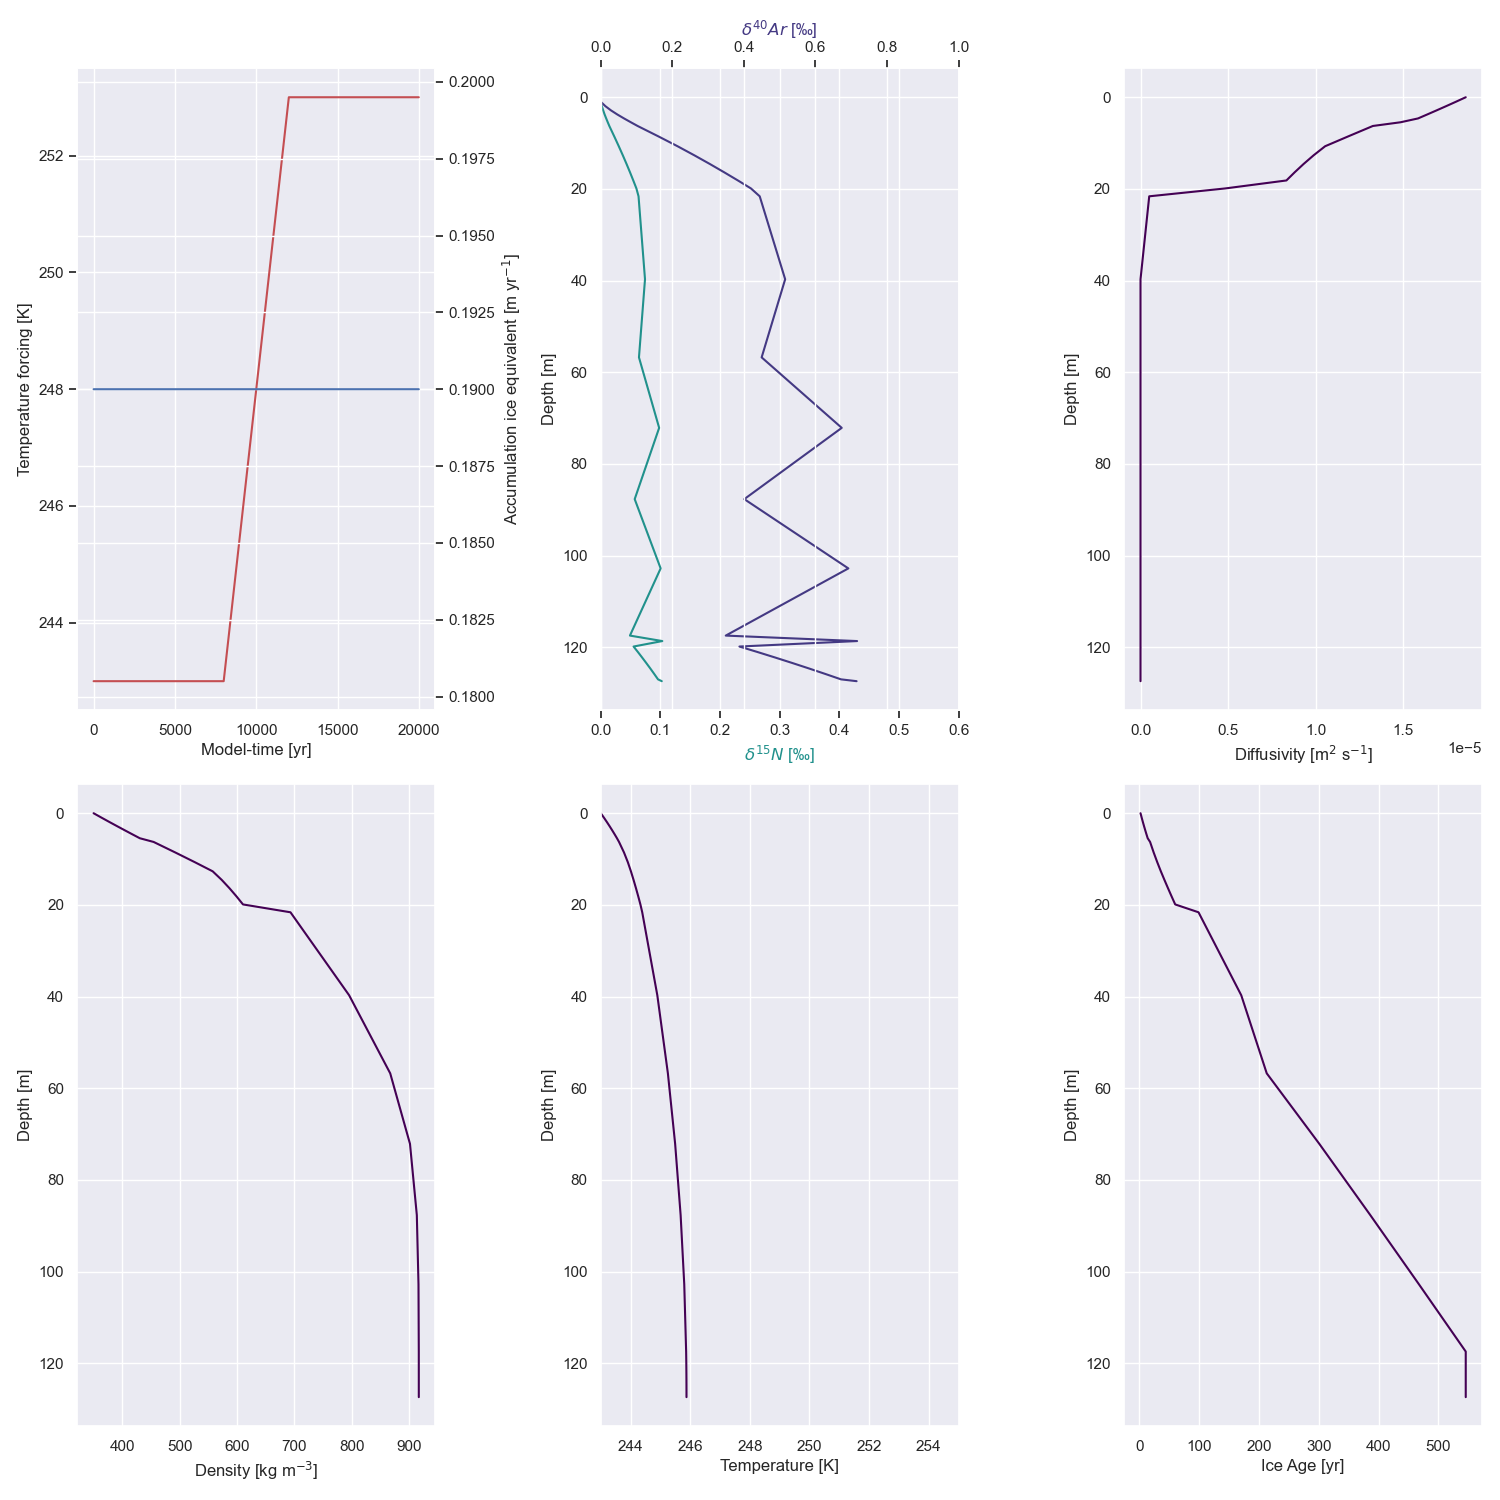 Temperature forcing [K]
252
250
248
246
244
0.2000
0.1975
0.1950
0.1925
0.1900
0.1875
0.1850
0.1825
0.1800
Accumulation ice equivalent [m yr⁻¹]
0 5000 10000 15000 20000
Model-time [yr]
δ⁴⁰Ar [‰]
0.0 0.2 0.4 0.6 0.8 1.0
Depth [m]
0
20
40
60
80
100
120
0.0 0.1 0.2 0.3 0.4 0.5 0.6
δ¹⁵N [‰]
Depth [m]
0
20
40
60
80
100
120
0.0 0.5 1.0 1.5
1e−5
Diffusivity [m² s⁻¹]
Depth [m]
0
20
40
60
80
100
120
400 500 600 700 800 900
Density [kg m⁻³]
Depth [m]
0
20
40
60
80
100
120
244 246 248 250 252 254
Temperature [K]
Depth [m]
0
20
40
60
80
100
120
0 100 200 300 400 500
Ice Age [yr]